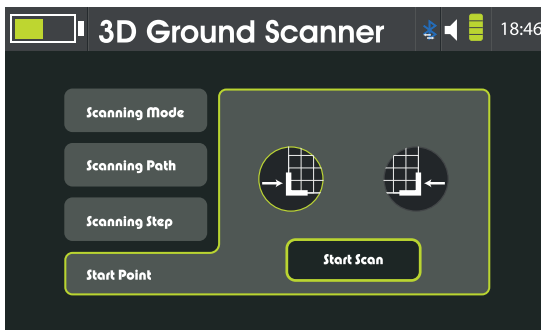 3D Ground Scanner
18:46
Scanning Mode
Scanning Path
Scanning Step
Start Point
Start Scan